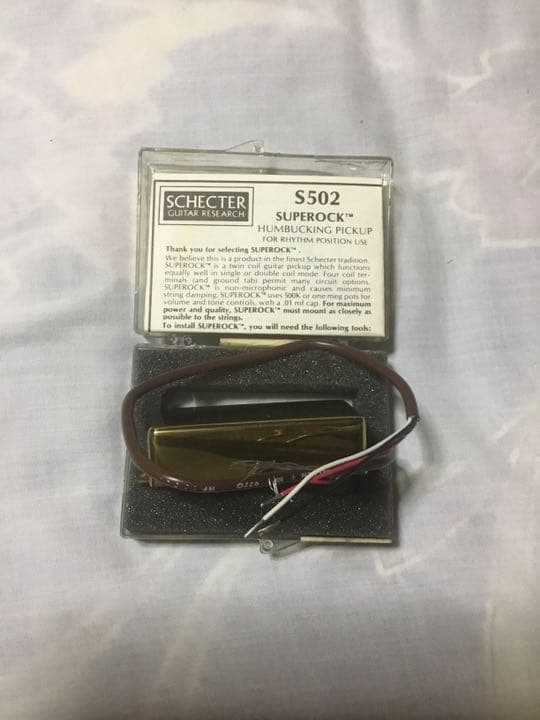 SCHECTER
GUITAR RESEARCH
S502
SUPEROCK™
HUMBUCKING PICKUP
FOR RHYTHM POSITION USE
Thank you for selecting SUPEROCK™.
We believe this is a product in the finest Schecter tradition.
SUPEROCK™ is a twin coil guitar pickup which functions
equally well in single or double coil mode. Four coil ter-
minals (and ground tab) permit many circuit options.
SUPEROCK™ is non-microphonic and causes minimum
string damping. SUPEROCK™ uses 500K or one meg pots for
volume and tone controls, with a .01 mf cap. For maximum
power and quality, SUPEROCK™ must mount as closely as
possible to the strings.
To install SUPEROCK™, you will need the following tools: